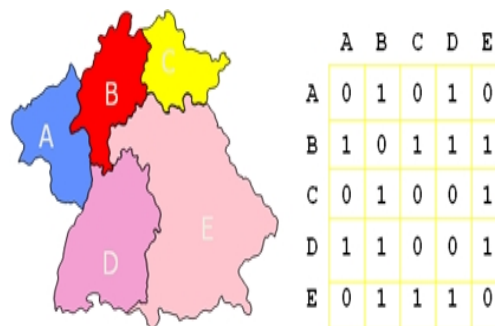 A
B
C
D
E
A B C D E
A 0 1 0 1 0
B 1 0 1 1 1
C 0 1 0 0 1
D 1 1 0 0 1
E 0 1 1 1 0